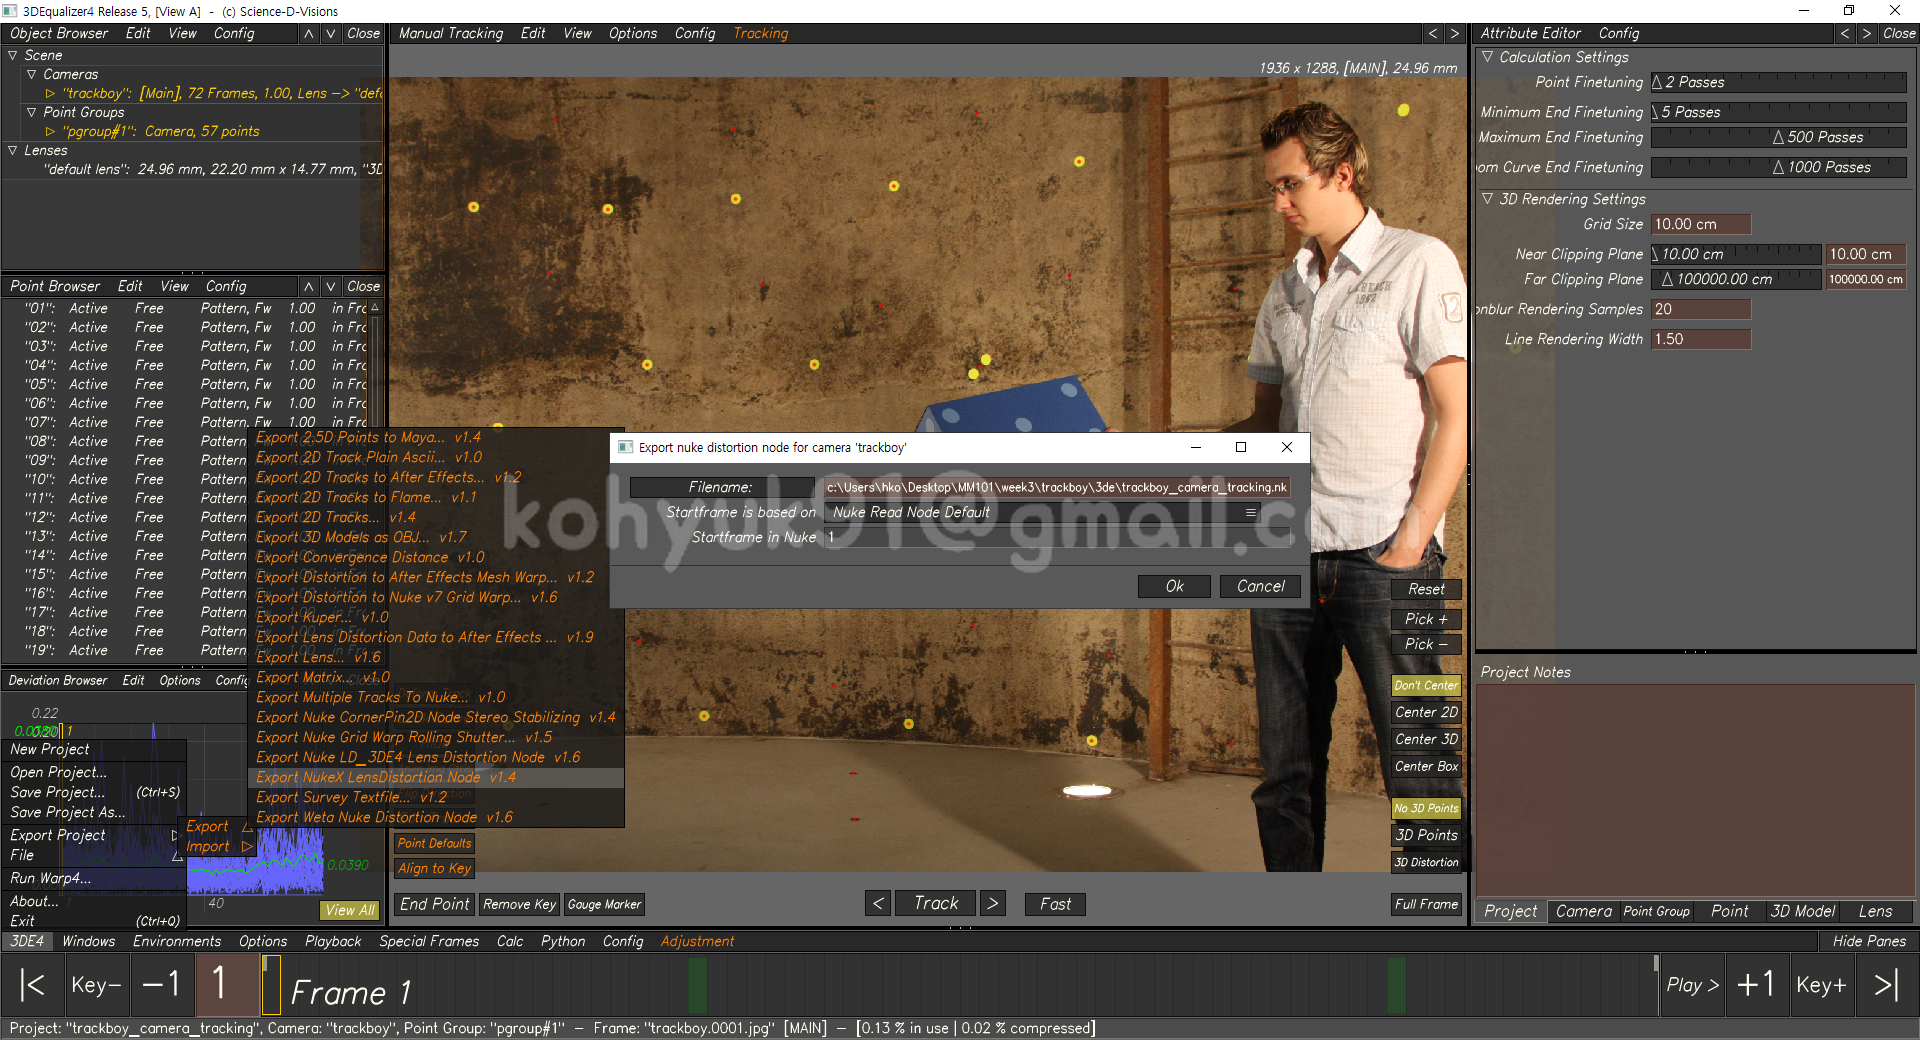 3DEqualizer4 Release 5, [View A]  -  (c) Science-D-Visions
Object Browser Edit View Config Close
Manual Tracking Edit View Options Config Tracking
Attribute Editor Config Close
Scene
Cameras
"trackboy": [Main], 72 Frames, 1.00, Lens -> "defa
Point Groups
"pgroup#1": Camera, 57 points
Lenses
"default lens": 24.96 mm, 22.20 mm x 14.77 mm, "3D
1936 x 1288, [MAIN], 24.96 mm
Calculation Settings
Point Finetuning 2 Passes
Minimum End Finetuning 5 Passes
Maximum End Finetuning 500 Passes
om Curve End Finetuning 1000 Passes
3D Rendering Settings
Grid Size 10.00 cm
Near Clipping Plane 10.00 cm 10.00 cm
Far Clipping Plane 100000.00 cm 100000.00 cm
onblur Rendering Samples 20
Line Rendering Width 1.50
Point Browser Edit View Config Close
"01": Active Free Pattern, Fw 1.00 in Frc
"02": Active Free Pattern, Fw 1.00 in Frc
"03": Active Free Pattern, Fw 1.00 in Frc
"04": Active Free Pattern, Fw 1.00 in Frc
"05": Active Free Pattern, Fw 1.00 in Frc
"06": Active Free Pattern, Fw 1.00 in Frc
"07": Active Free Pattern, Fw 1.00 in Frc
"08": Active Free Pattern,
"09": Active Free Pattern,
"10": Active Free Pattern,
"11": Active Free Pattern,
"12": Active Free Pattern,
"13": Active Free Pattern,
"14": Active Free Pattern,
"15": Active Free Pattern,
"16": Active Free Pattern,
"17": Active Free Pattern,
"18": Active Free Pattern,
"19": Active Free Pattern,
Export 2.5D Points to Maya... v1.4
Export 2D Track Plain Ascii... v1.0
Export 2D Tracks to After Effects... v1.2
Export 2D Tracks to Flame... v1.1
Export 2D Tracks... v1.4
Export 3D Models as OBJ... v1.7
Export Convergence Distance v1.0
Export Distortion to After Effects Mesh Warp... v1.2
Export Distortion to Nuke v7 Grid Warp... v1.6
Export Kuper... v1.0
Export Lens Distortion Data to After Effects ... v1.9
Export Lens... v1.6
Export Matrix... v1.0
Export Multiple Tracks To Nuke... v1.0
Export Nuke CornerPin2D Node Stereo Stabilizing v1.4
Export Nuke Grid Warp Rolling Shutter... v1.5
Export Nuke LD_3DE4 Lens Distortion Node v1.6
Export NukeX LensDistortion Node v1.4
Export Survey Textfile... v1.2
Export Weta Nuke Distortion Node v1.6
Export nuke distortion node for camera 'trackboy'
Filename: c:\Users\hko\Desktop\MM101\week3\trackboy\3de\trackboy_camera_tracking.nk
Startframe is based on Nuke Read Node Default
Startframe in Nuke 1
Ok Cancel
kohyuk91@gmail.com
Deviation Browser Edit Options Config
0.22
0.20 1
New Project
Open Project...
Save Project... (Ctrl+S)
Save Project As...
Export Project
File
Run Warp4...
About...
Exit (Ctrl+Q)
Export
Import
0.0390
40
View All
Point Defaults
Align to Key
End Point Remove Key Gauge Marker
< Track > Fast
Reset
Pick +
Pick -
Don't Center
Center 2D
Center 3D
Center Box
No 3D Points
3D Points
3D Distortion
Full Frame
Project Notes
Project Camera Point Group Point 3D Model Lens
3DE4 Windows Environments Options Playback Special Frames Calc Python Config Adjustment Hide Panes
|< Key- -1 1 Frame 1 Play > +1 Key+ >|
Project: "trackboy_camera_tracking", Camera: "trackboy", Point Group: "pgroup#1"  -  Frame: "trackboy.0001.jpg"  [MAIN]  -  [0.13 % in use | 0.02 % compressed]